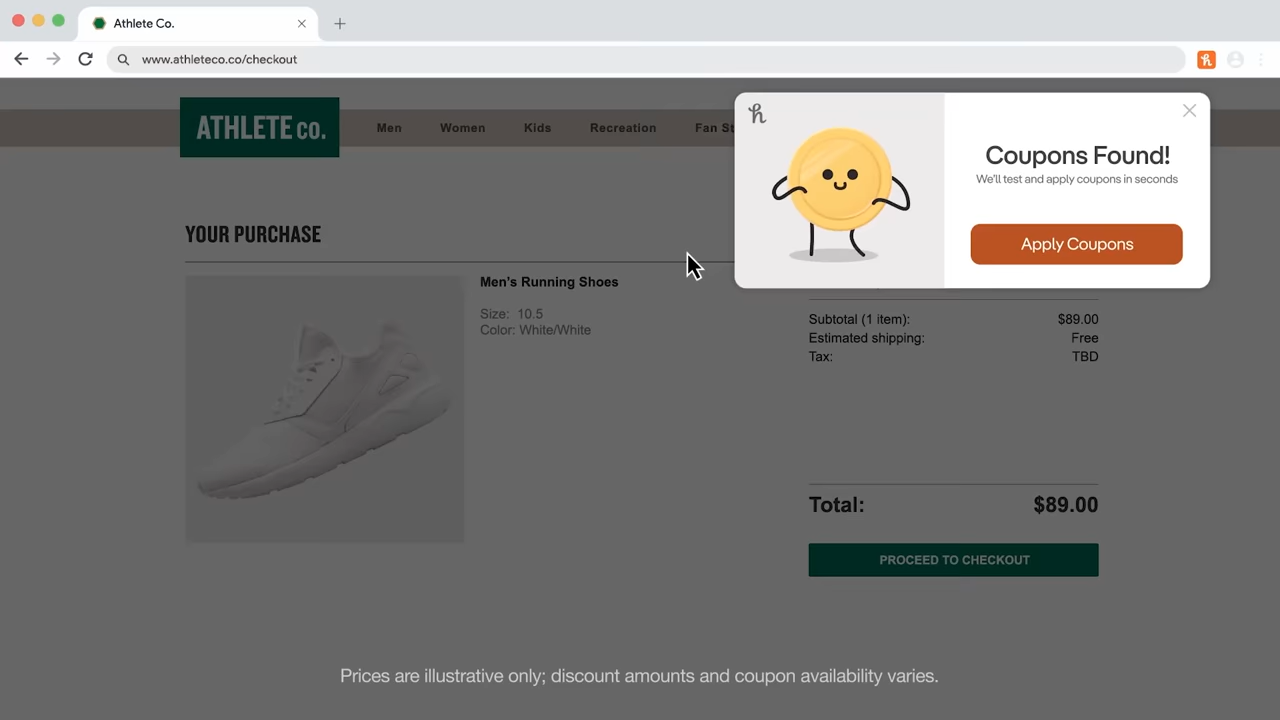 Athlete Co.
www.athleteco.co/checkout
ATHLETE CO.
Men
Women
Kids
Recreation
Fan St
h
Coupons Found!
We'll test and apply coupons in seconds
Apply Coupons
YOUR PURCHASE
Men's Running Shoes
Size: 10.5
Color: White/White
Subtotal (1 item): $89.00
Estimated shipping: Free
Tax: TBD
Total: $89.00
PROCEED TO CHECKOUT
Prices are illustrative only; discount amounts and coupon availability varies.